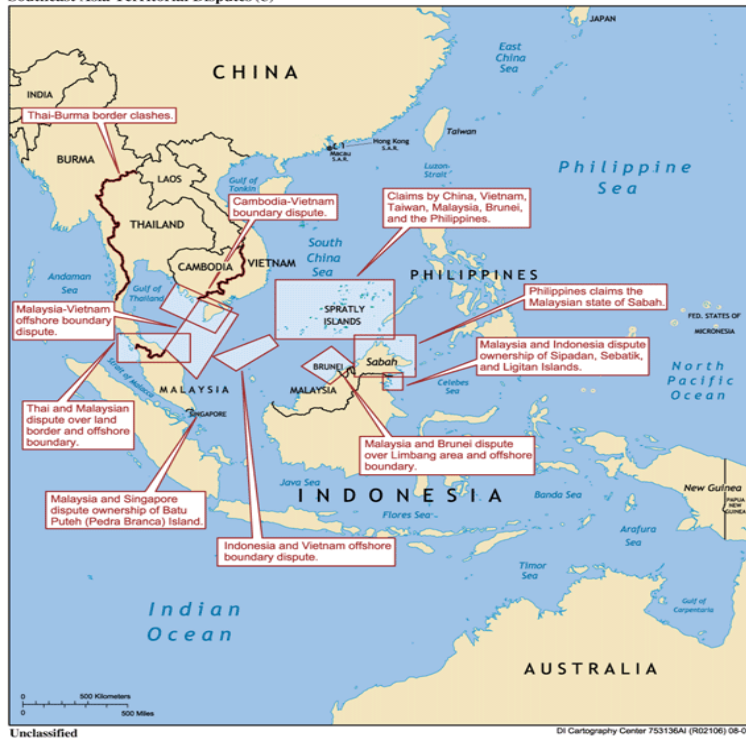 Southeast Asia Territorial Disputes (U)
JAPAN
East
China
Sea
CHINA
INDIA
Thai-Burma border clashes.
Taiwan
Hong Kong
S.A.R.
Macau
S.A.R.
BURMA
LAOS
Gulf of
Tonkin
Luzon
Strait
Philippine
Sea
Cambodia-Vietnam
boundary dispute.
Claims by China, Vietnam,
Taiwan, Malaysia, Brunei,
and the Philippines.
THAILAND
South
China
Sea
CAMBODIA
VIETNAM
PHILIPPINES
Andaman
Sea
Gulf of
Thailand
Philippines claims the
Malaysian state of Sabah.
Malaysia-Vietnam
offshore boundary
dispute.
SPRATLY
ISLANDS
FED. STATES OF
MICRONESIA
Malaysia and Indonesia dispute
ownership of Sipadan, Sebatik,
and Ligitan Islands.
BRUNEI
Sabah
Strait of Malacca
MALAYSIA
MALAYSIA
Celebes
Sea
North
Pacific
Ocean
Thai and Malaysian
dispute over land
border and offshore
boundary.
SINGAPORE
Malaysia and Brunei dispute
over Limbang area and offshore
boundary.
Malaysia and Singapore
dispute ownership of Batu
Puteh (Pedra Branca) Island.
Java Sea
INDONESIA
Banda Sea
New Guinea
PAPUA
NEW
GUINEA
Flores Sea
Arafura
Sea
Indonesia and Vietnam offshore
boundary dispute.
Timor
Sea
Indian
Ocean
Gulf of
Carpentaria
AUSTRALIA
0 500 Kilometers
0 500 Miles
Unclassified
DI Cartography Center 753136AI (R02106) 08-0